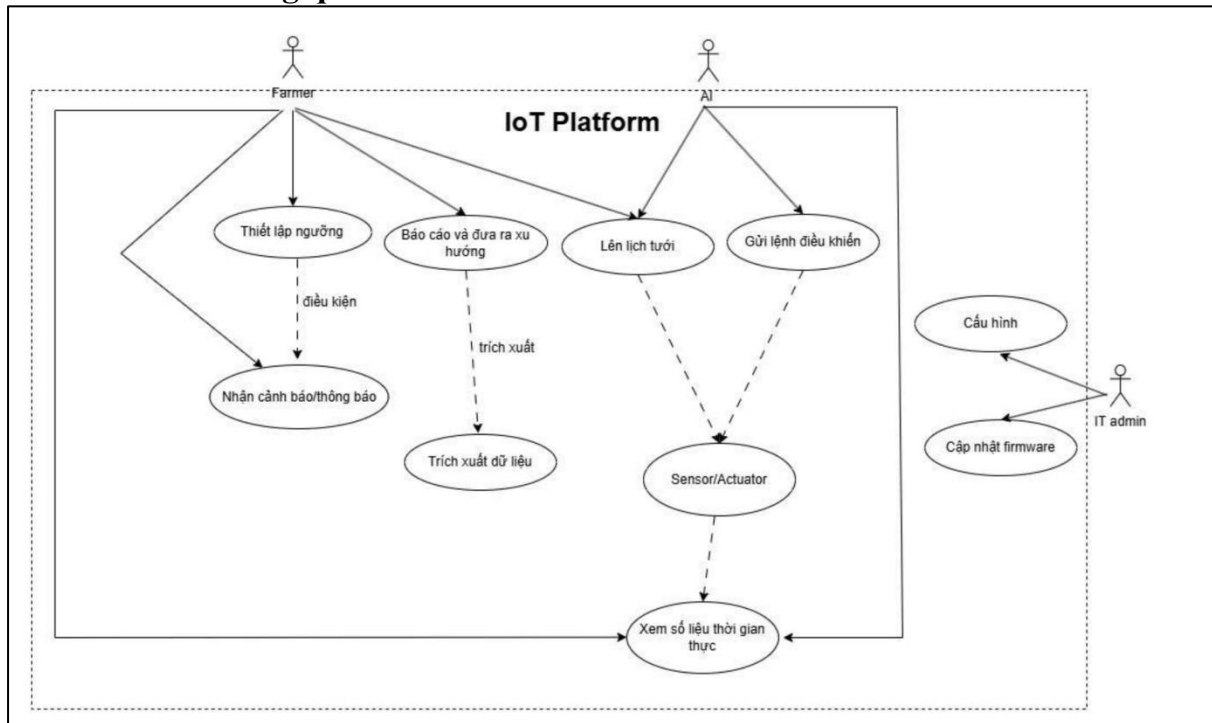 Farmer
AI
IoT Platform
Thiết lập ngưỡng
Báo cáo và đưa ra xu
hướng
Lên lịch tưới
Gửi lệnh điều khiển
điều kiện
trích xuất
Cấu hình
Nhận cảnh báo/thông báo
IT admin
Trích xuất dữ liệu
Cập nhật firmware
Sensor/Actuator
Xem số liệu thời gian
thực